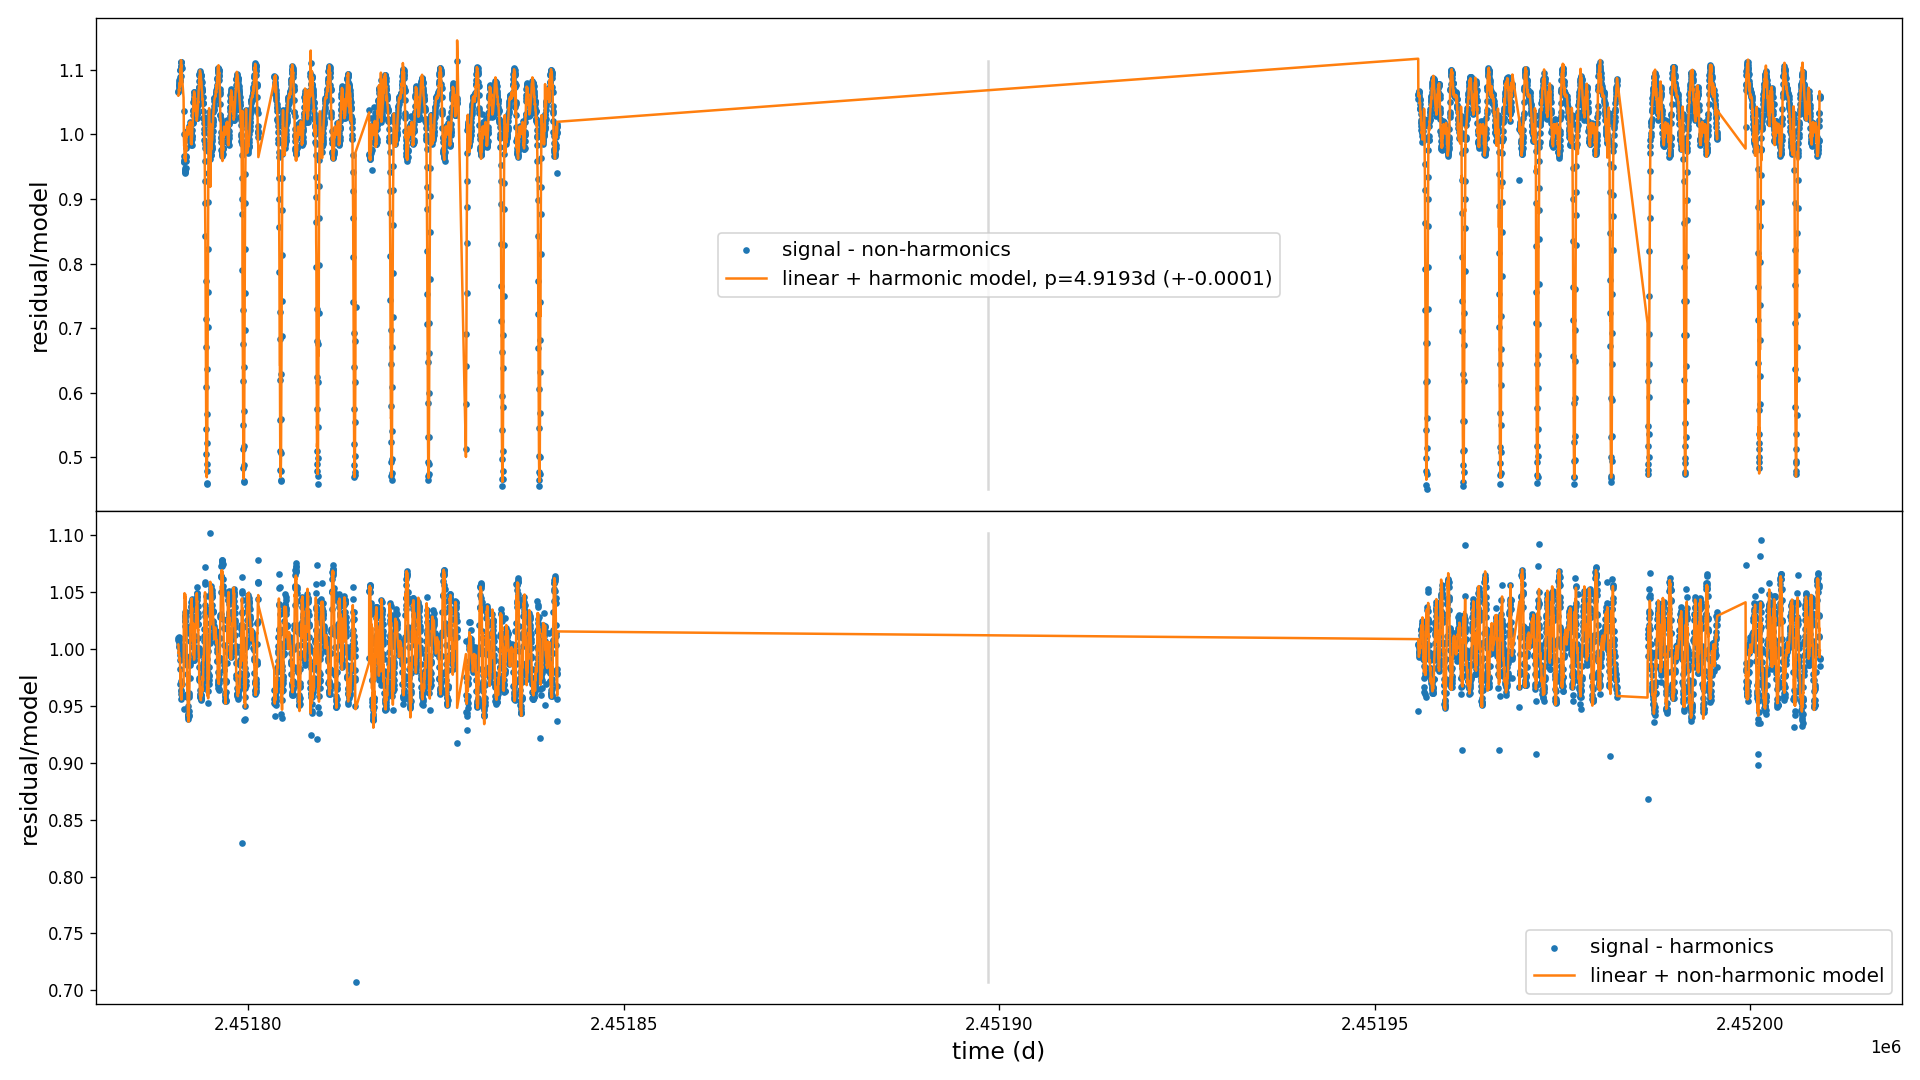 1.1
1.0
0.9
0.8
0.7
0.6
0.5
residual/model
signal - non-harmonics
linear + harmonic model, p=4.9193d (+-0.0001)
1.10
1.05
1.00
0.95
0.90
0.85
0.80
0.75
0.70
residual/model
signal - harmonics
linear + non-harmonic model
2.45180
2.45185
2.45190
2.45195
2.45200
time (d)
1e6